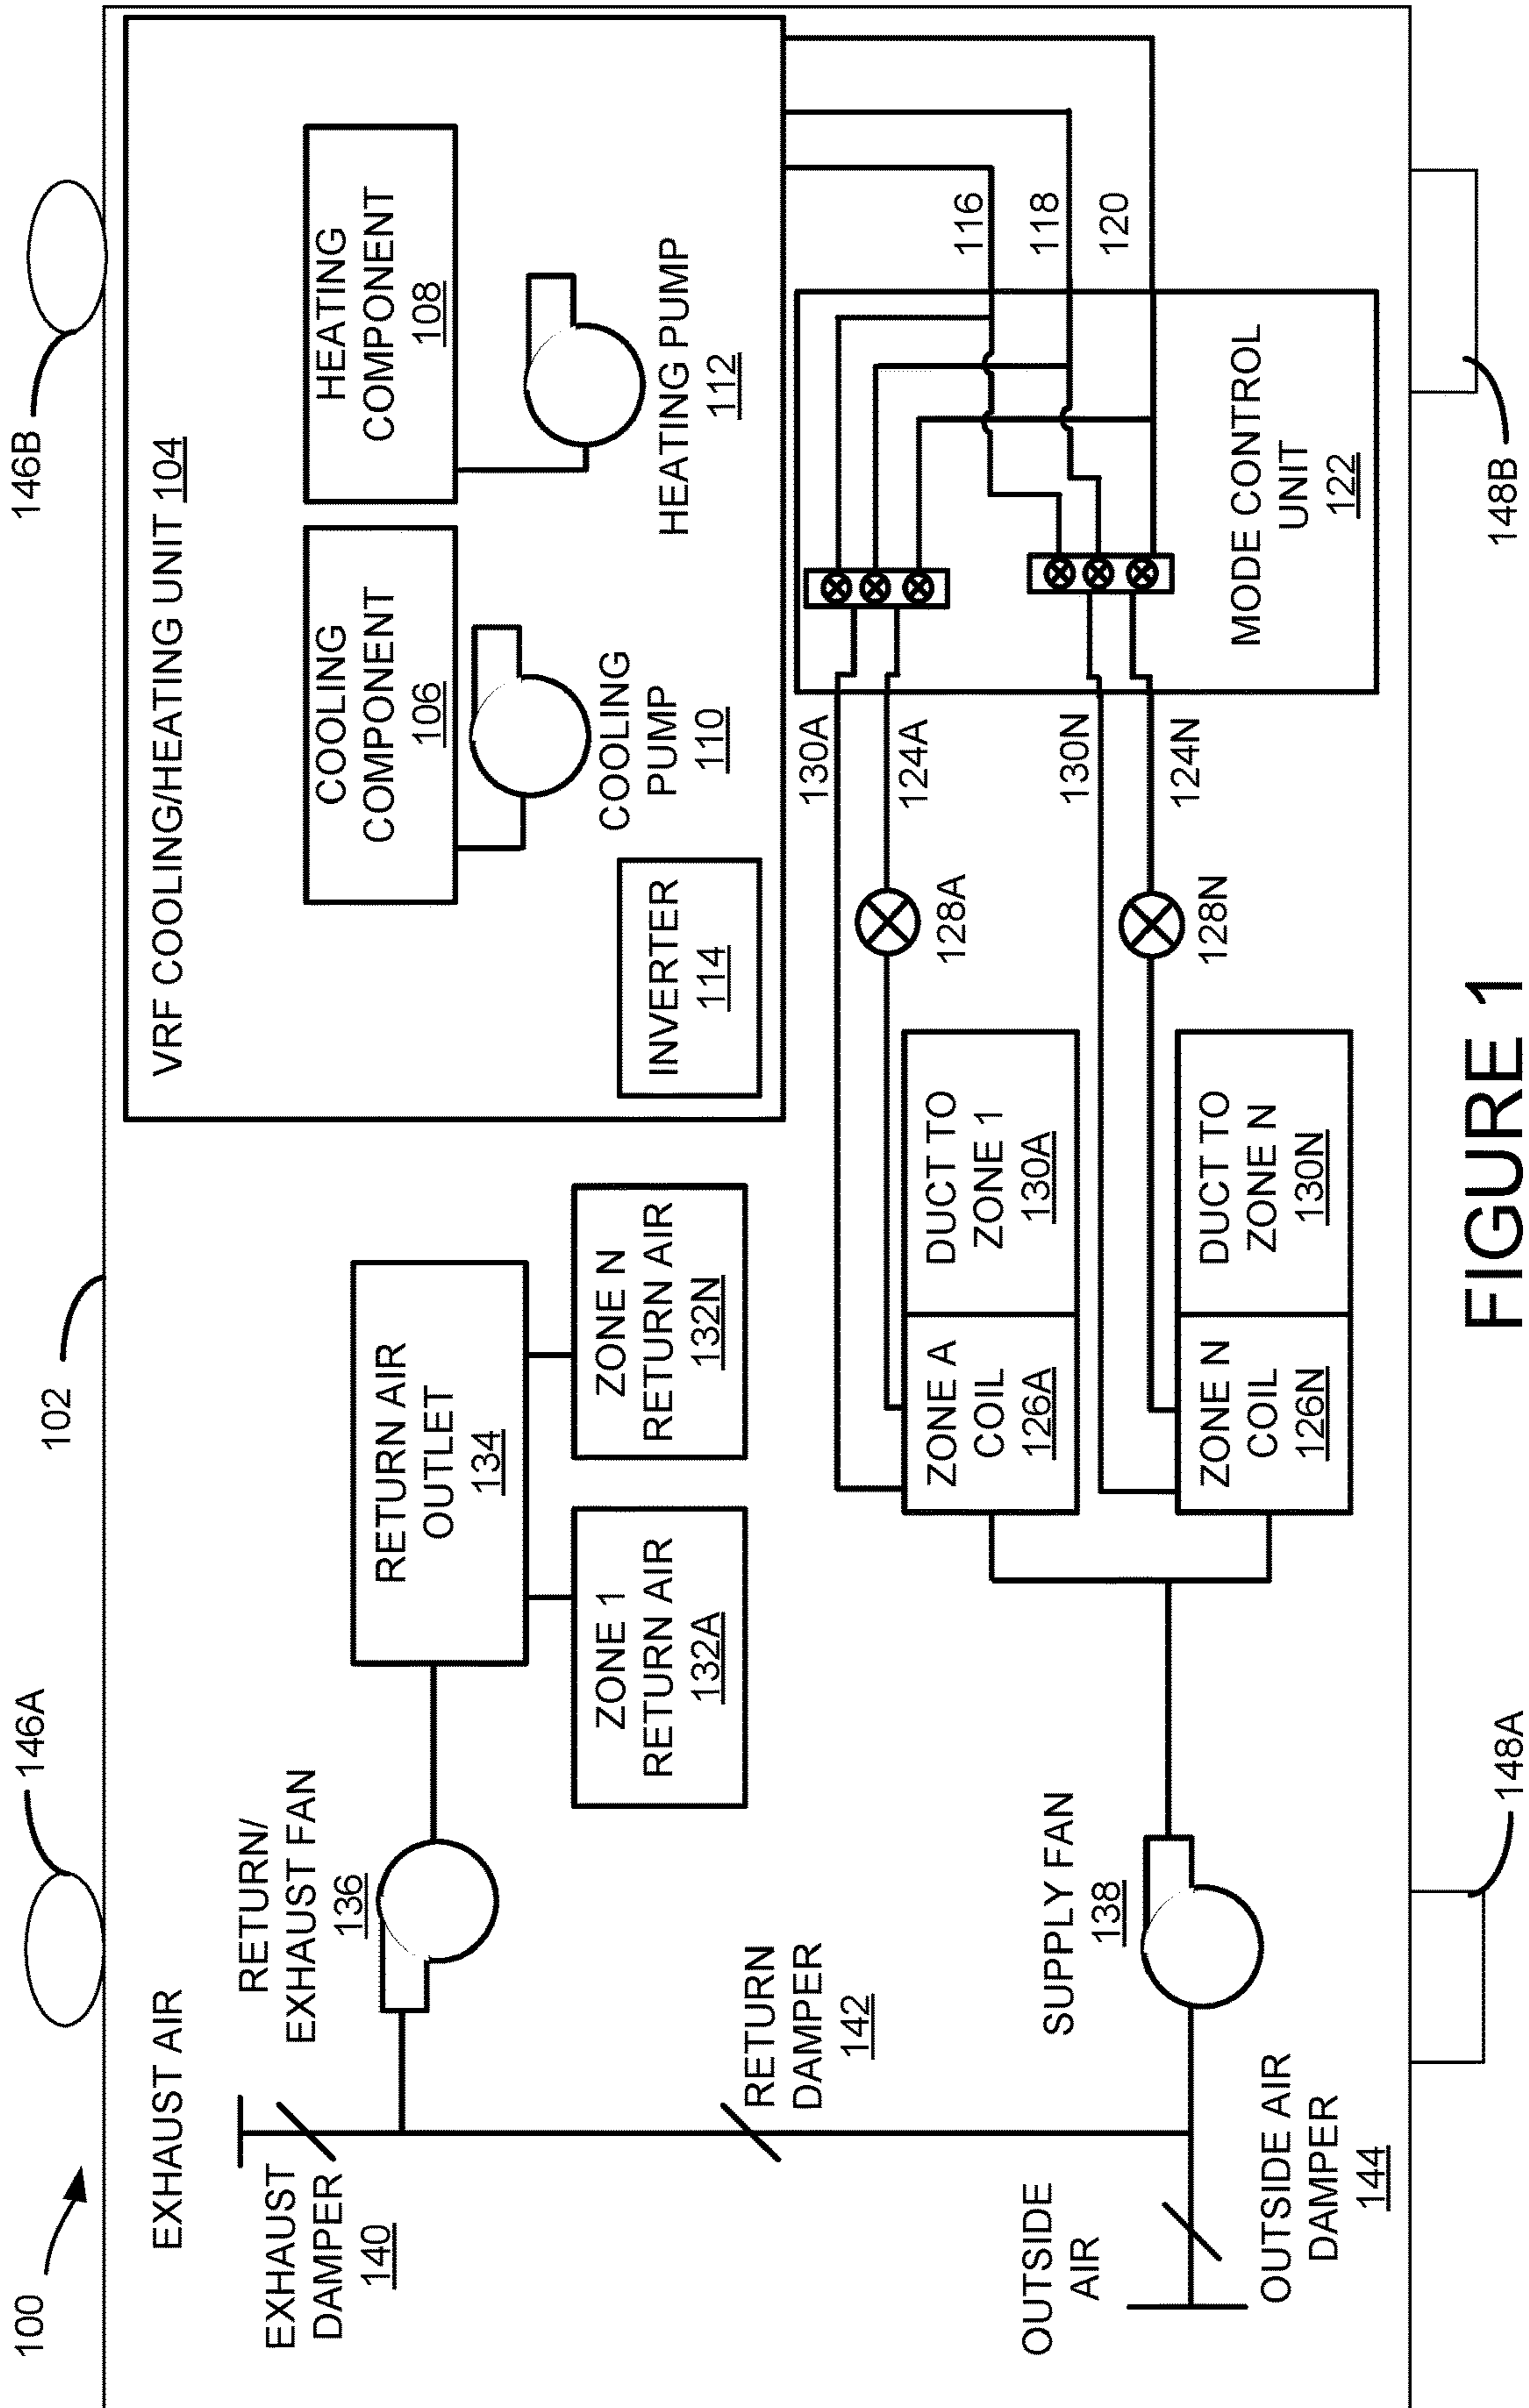 100
146A
102
146B
EXHAUST AIR
VRF COOLING/HEATING UNIT 104
EXHAUST
DAMPER
140
RETURN/
EXHAUST FAN
136
RETURN AIR
OUTLET
134
COOLING
COMPONENT
106
HEATING
COMPONENT
108
ZONE 1
RETURN AIR
132A
ZONE N
RETURN AIR
132N
INVERTER
114
COOLING
PUMP
110
HEATING PUMP
112
RETURN
DAMPER
142
130A
124A
128A
116
118
120
ZONE A
COIL
126A
DUCT TO
ZONE 1
130A
130N
124N
128N
OUTSIDE
AIR
SUPPLY FAN
138
ZONE N
COIL
126N
DUCT TO
ZONE N
130N
MODE CONTROL
UNIT
122
OUTSIDE AIR
DAMPER
144
148A
148B
FIGURE 1